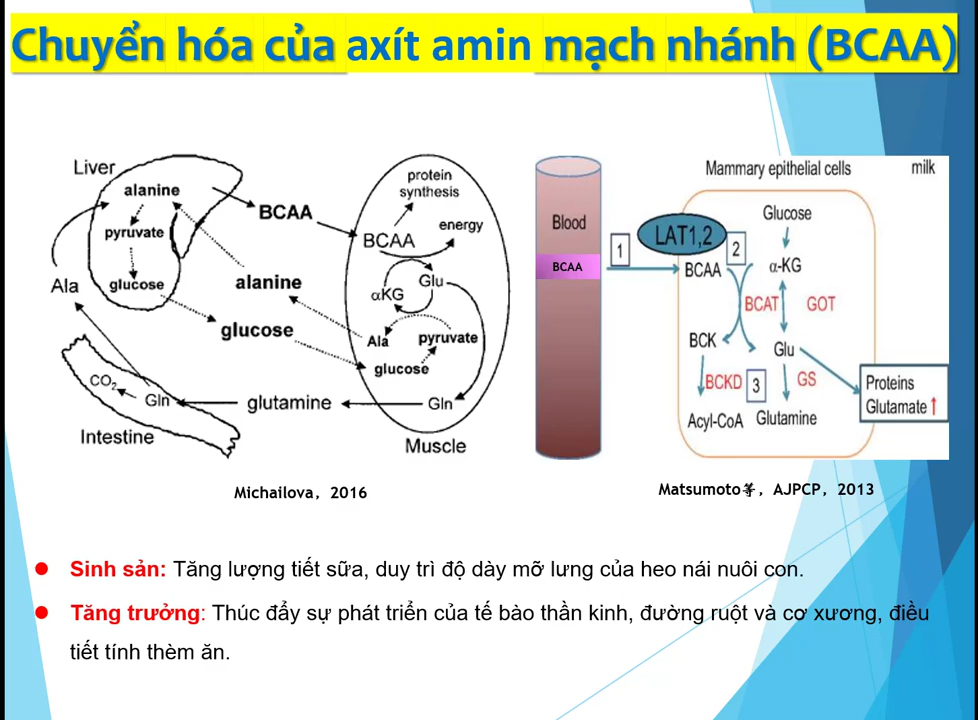 Chuyển hóa của axít amin mạch nhánh (BCAA)
Liver
alanine
pyruvate
glucose
Ala
CO2
Gln
Intestine
BCAA
alanine
glucose
glutamine
protein
synthesis
energy
BCAA
αKG
Glu
Ala
pyruvate
glucose
Gln
Muscle
Michailova, 2016
Blood
BCAA
Mammary epithelial cells
milk
Glucose
LAT1,2
1
2
BCAA
α-KG
BCAT
GOT
BCK
Glu
BCKD
3
GS
Proteins
Glutamate ↑
Acyl-CoA
Glutamine
Matsumoto等, AJPCP, 2013
● Sinh sản: Tăng lượng tiết sữa, duy trì độ dày mỡ lưng của heo nái nuôi con.
● Tăng trưởng: Thúc đẩy sự phát triển của tế bào thần kinh, đường ruột và cơ xương, điều
tiết tính thèm ăn.